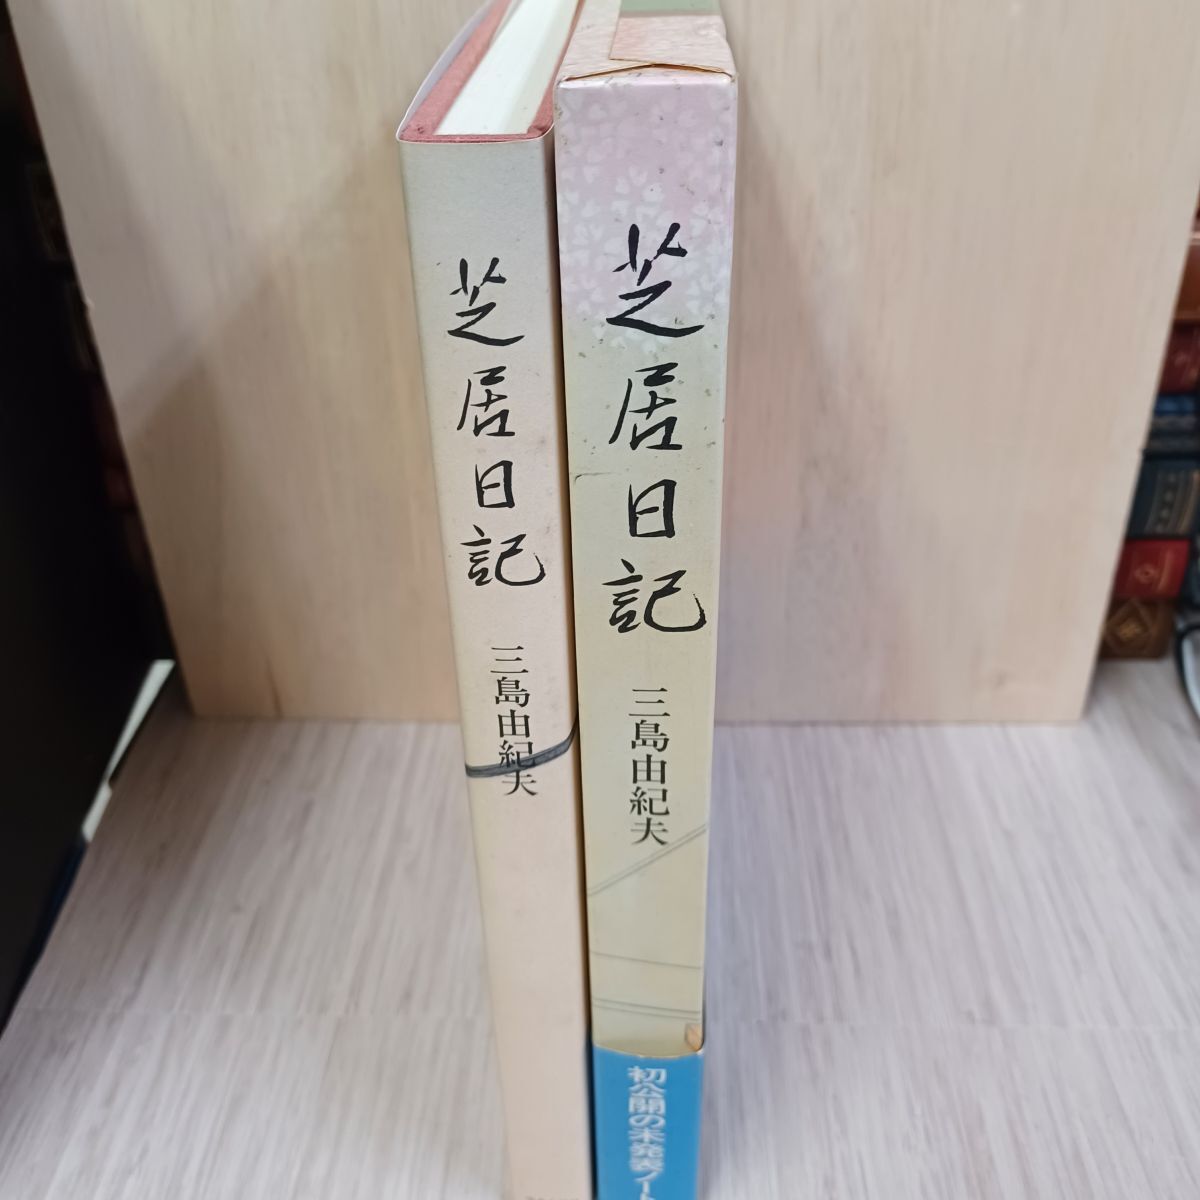 芝居日記
三島由紀夫
芝居日記
三島由紀夫
初公開の未発表ノート